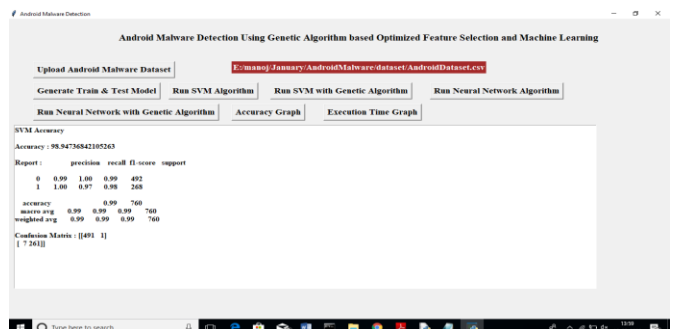 Android Malware Detection
Android Malware Detection Using Genetic Algorithm based Optimized Feature Selection and Machine Learning
Upload Android Malware Dataset
E:/manoj/January/AndroidMalware/dataset/AndroidDataset.csv
Generate Train & Test Model
Run SVM Algorithm
Run SVM with Genetic Algorithm
Run Neural Network Algorithm
Run Neural Network with Genetic Algorithm
Accuracy Graph
Execution Time Graph
SVM Accuracy
Accuracy : 98.94736842105263
Report : precision recall f1-score support
0 0.99 1.00 0.99 492
1 1.00 0.97 0.98 268
accuracy 0.99 760
macro avg 0.99 0.99 0.99 760
weighted avg 0.99 0.99 0.99 760
Confusion Matrix : [[491 1]
[ 7 261]]
Type here to search
13:59